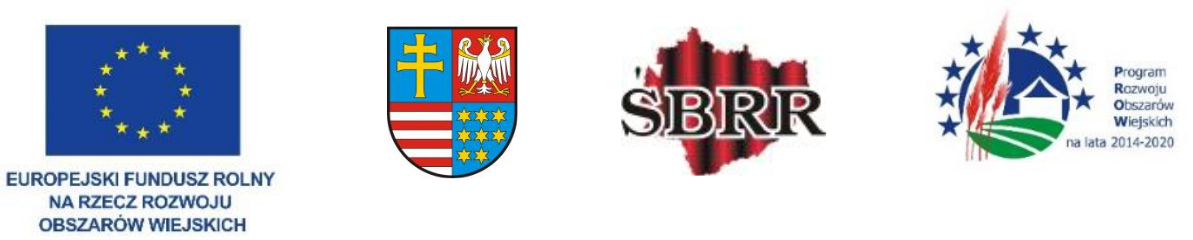 EUROPEJSKI FUNDUSZ ROLNY
NA RZECZ ROZWOJU
OBSZARÓW WIEJSKICH
ŚBRR
Program
Rozwoju
Obszarów
Wiejskich
na lata 2014-2020